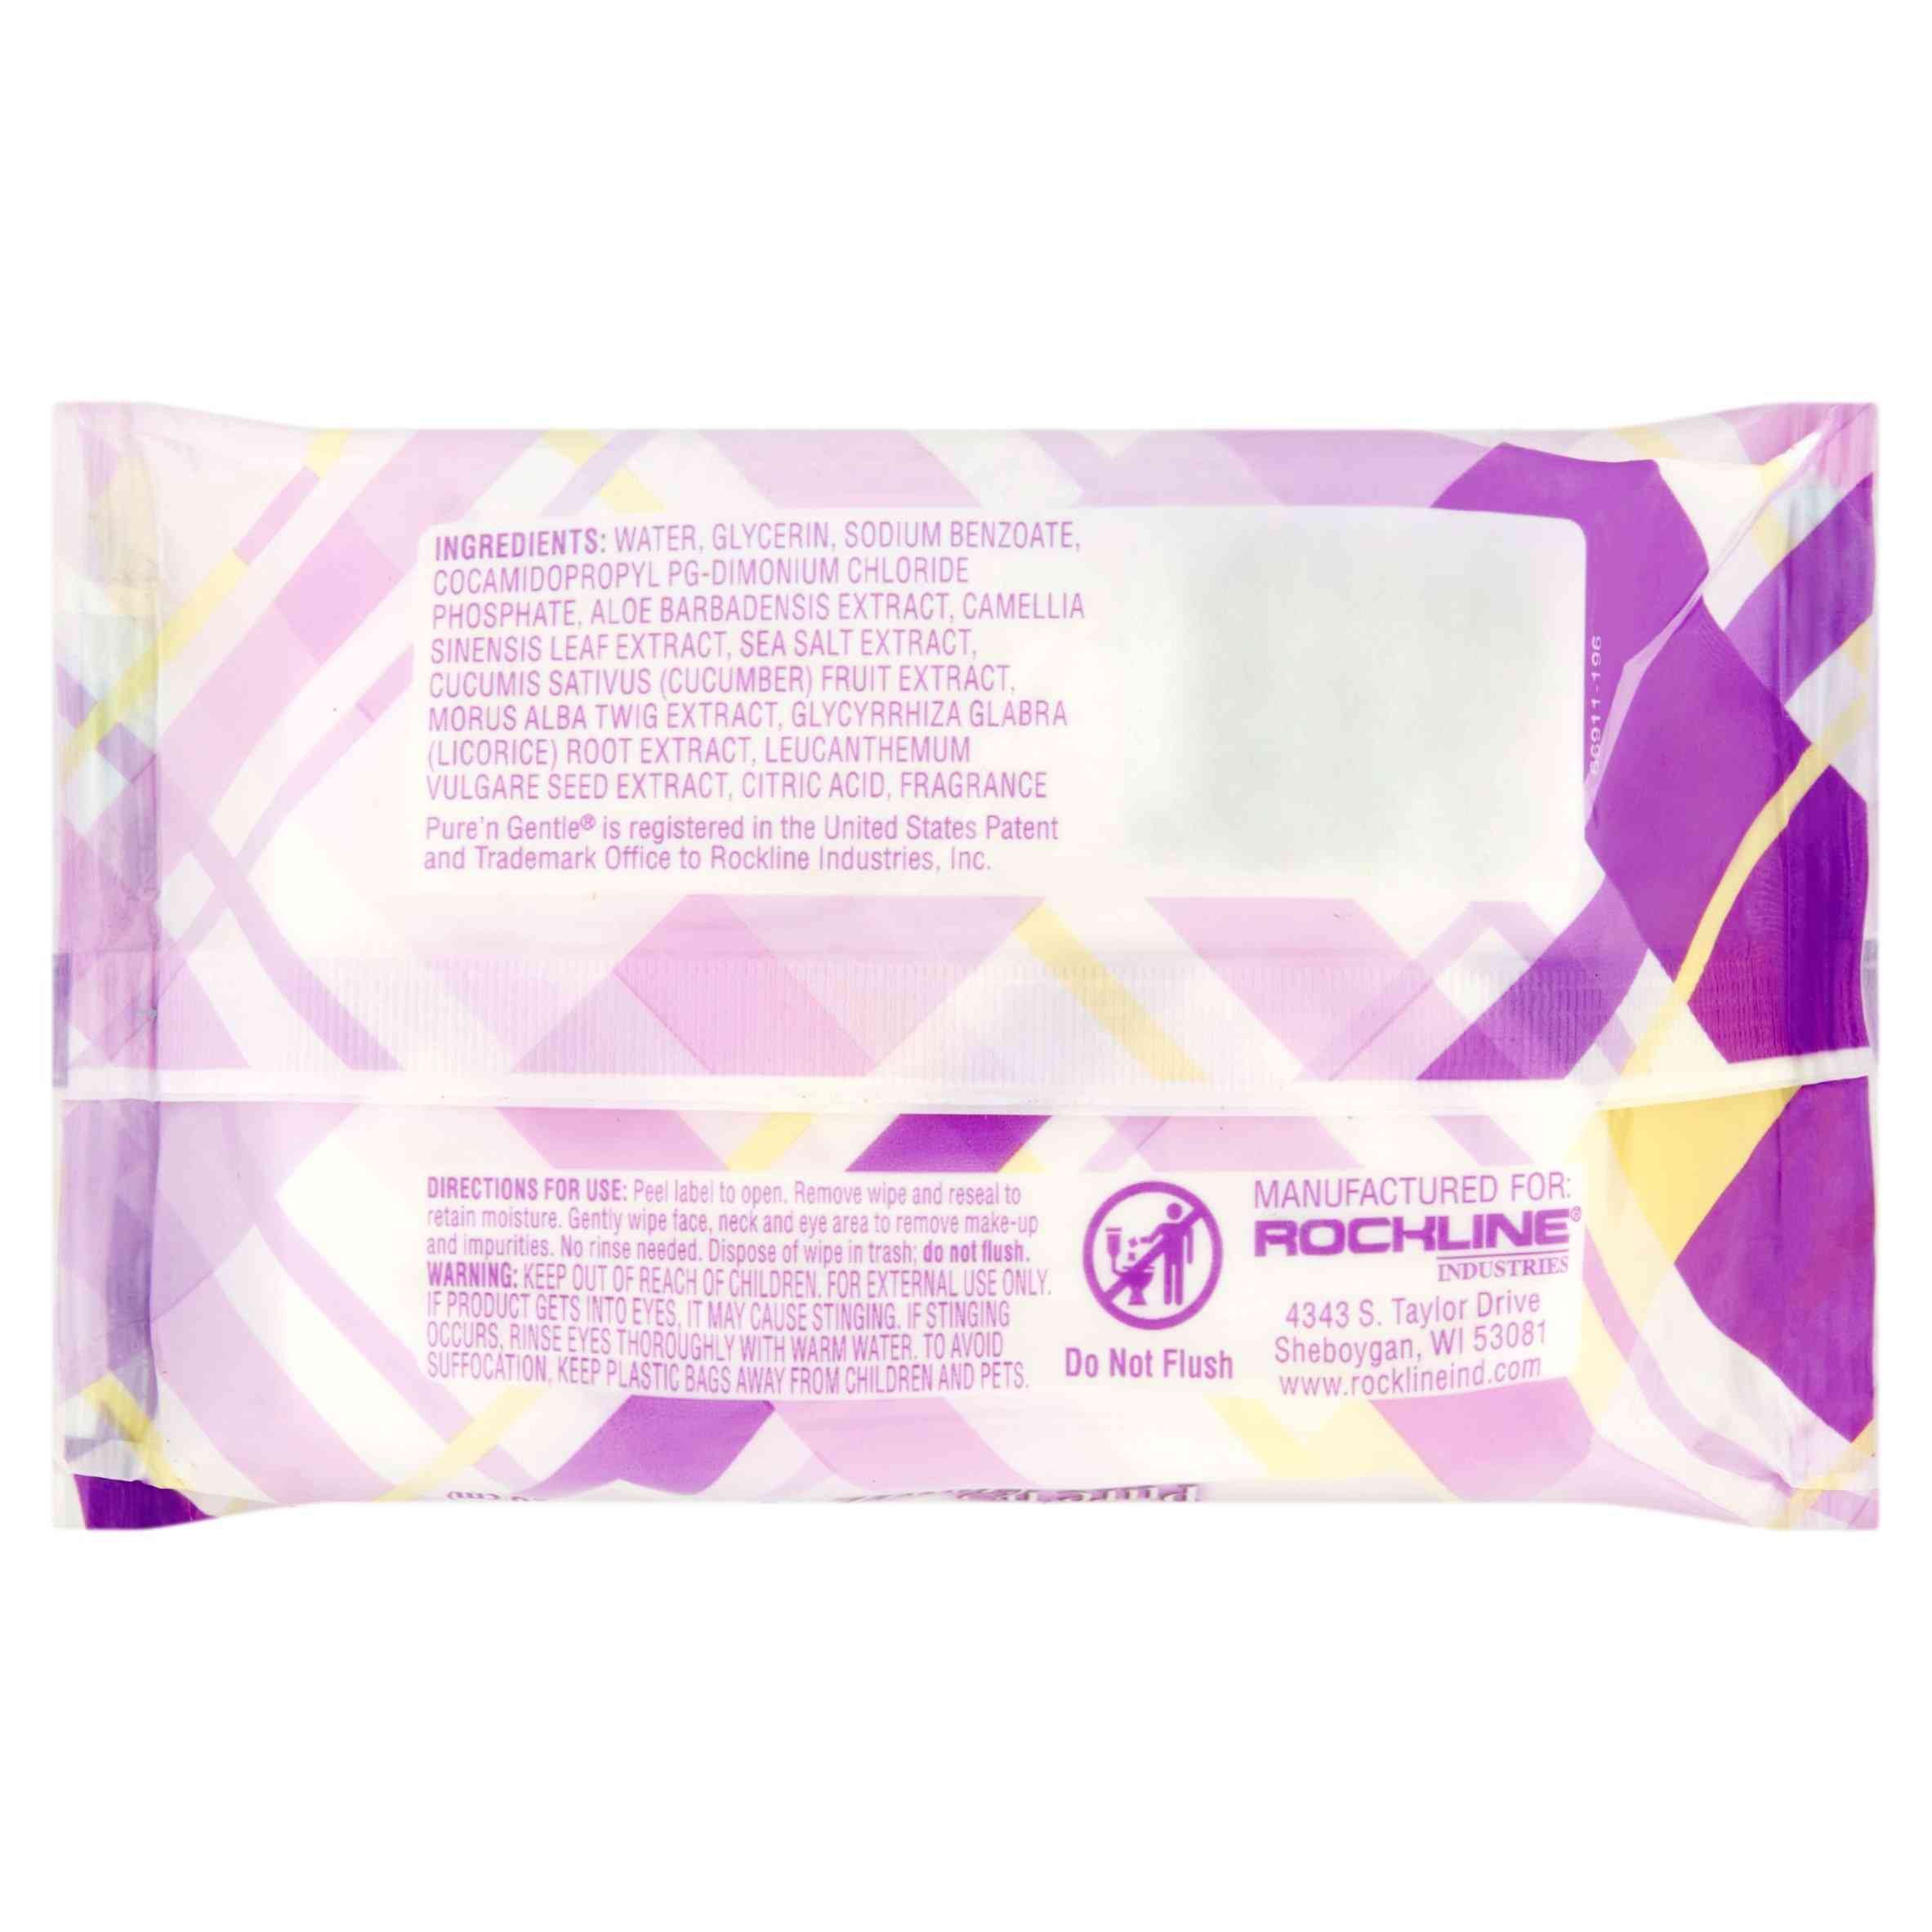 INGREDIENTS: WATER, GLYCERIN, SODIUM BENZOATE,
COCAMIDOPROPYL PG-DIMONIUM CHLORIDE
PHOSPHATE, ALOE BARBADENSIS EXTRACT, CAMELLIA
SINENSIS LEAF EXTRACT, SEA SALT EXTRACT,
CUCUMIS SATIVUS (CUCUMBER) FRUIT EXTRACT,
MORUS ALBA TWIG EXTRACT, GLYCYRRHIZA GLABRA
(LICORICE) ROOT EXTRACT, LEUCANTHEMUM
VULGARE SEED EXTRACT, CITRIC ACID, FRAGRANCE
Pure'n Gentle® is registered in the United States Patent
and Trademark Office to Rockline Industries, Inc.
DIRECTIONS FOR USE: Peel label to open. Remove wipe and reseal to
retain moisture. Gently wipe face, neck and eye area to remove make-up
and impurities. No rinse needed. Dispose of wipe in trash; do not flush.
WARNING: KEEP OUT OF REACH OF CHILDREN. FOR EXTERNAL USE ONLY.
IF PRODUCT GETS INTO EYES, IT MAY CAUSE STINGING. IF STINGING
OCCURS, RINSE EYES THOROUGHLY WITH WARM WATER. TO AVOID
SUFFOCATION, KEEP PLASTIC BAGS AWAY FROM CHILDREN AND PETS.
Do Not Flush
MANUFACTURED FOR:
ROCKLINE®
INDUSTRIES
4343 S. Taylor Drive
Sheboygan, WI 53081
www.rocklineind.com